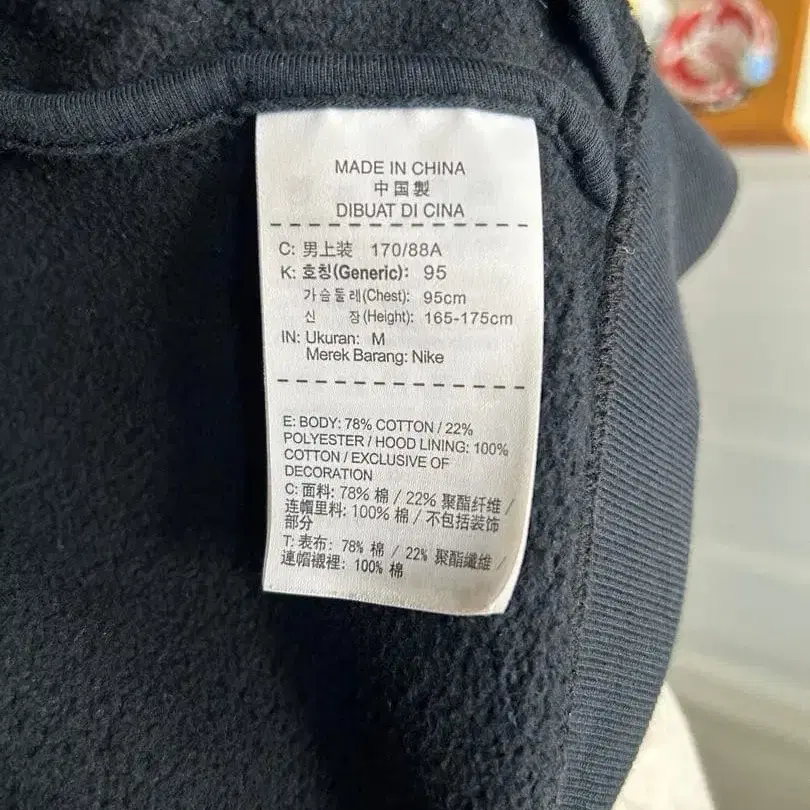 MADE IN CHINA
中国製
DIBUAT DI CINA
C: 男上装 170/88A
K: 호칭(Generic): 95
가슴둘레(Chest): 95cm
신 장(Height): 165-175cm
IN: Ukuran: M
Merek Barang: Nike
E: BODY: 78% COTTON / 22%
POLYESTER / HOOD LINING: 100%
COTTON / EXCLUSIVE OF
DECORATION
C: 面料: 78% 棉 / 22% 聚酯纤维 /
连帽里料: 100% 棉 / 不包括装饰
部分
T: 表布: 78% 棉 / 22% 聚酯纖維 /
連帽襯裡: 100% 棉